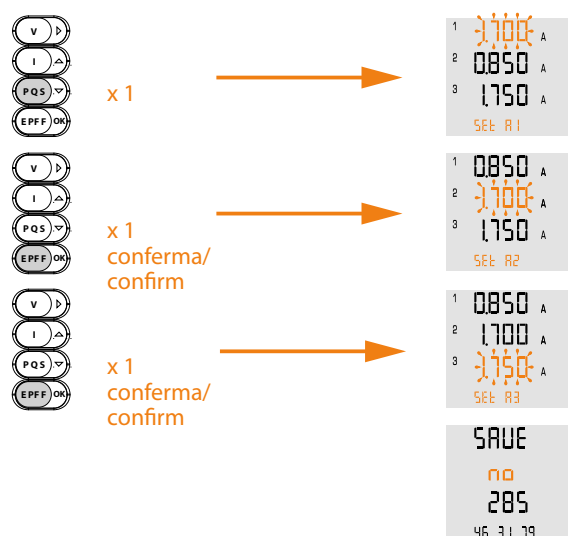 V
I
PQS
EPFF OK
x 1
1 -1.700 A
2 0.850 A
3 1.750 A
SEt A1
V
I
PQS
EPFF OK
x 1
conferma/
confirm
1 0.850 A
2 -1.700 A
3 1.750 A
SEt A2
V
I
PQS
EPFF OK
x 1
conferma/
confirm
1 0.850 A
2 1.700 A
3 -1.750 A
SEt A3
SAVE
no
285
46 31 79